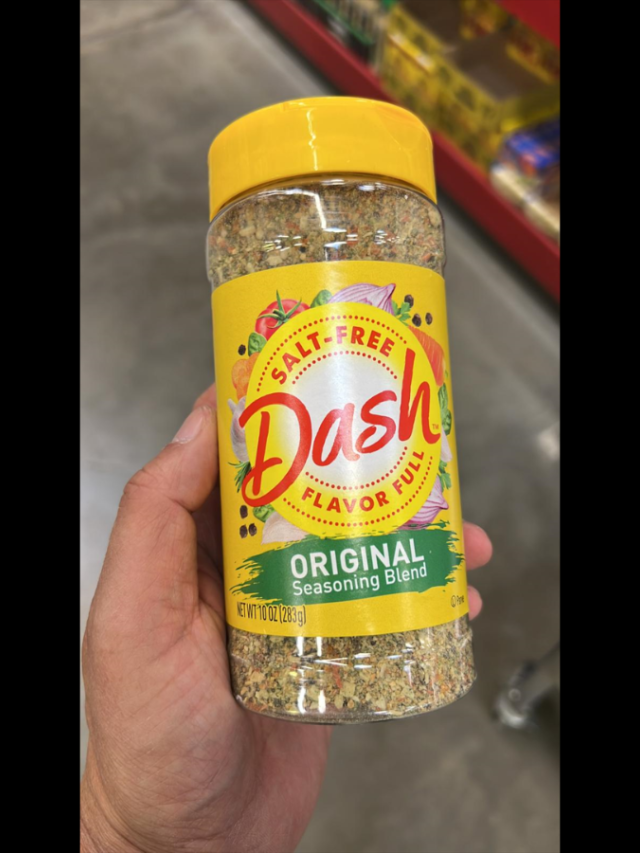 SALT-FREE
Dash
FLAVOR FULL
ORIGINAL
Seasoning Blend
NET WT 10 OZ (283g)